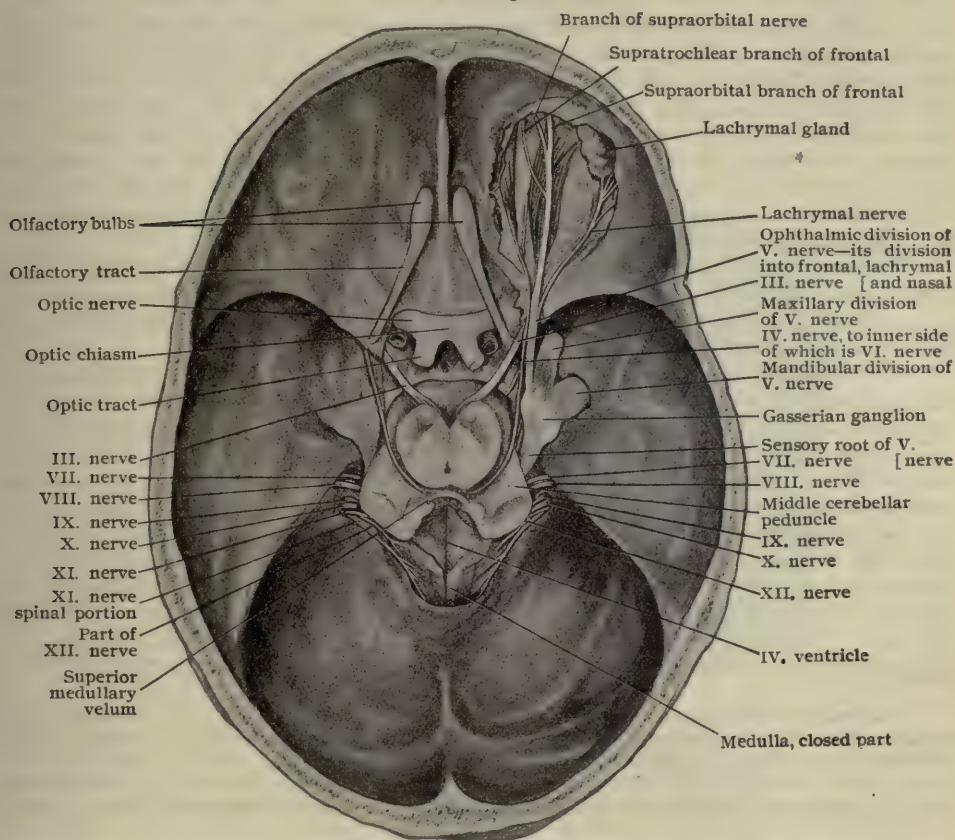 Branch of supraorbital nerve
Supratrochlear branch of frontal
Supraorbital branch of frontal
Lachrymal gland
Lachrymal nerve
Ophthalmic division of
V. nerve—its division
into frontal, lachrymal
III. nerve [and nasal
Maxillary division
of V. nerve
IV. nerve, to inner side
of which is VI. nerve
Mandibular division of
V. nerve
Gasserian ganglion
Sensory root of V.
VII. nerve [nerve
VIII. nerve
Middle cerebellar
peduncle
IX. nerve
X. nerve
XII. nerve
IV. ventricle
Medulla, closed part
Olfactory bulbs
Olfactory tract
Optic nerve
Optic chiasm
Optic tract
III. nerve
VII. nerve
VIII. nerve
IX. nerve
X. nerve
XI. nerve
XI. nerve
spinal portion
Part of
XII. nerve
Superior
medullary
velum